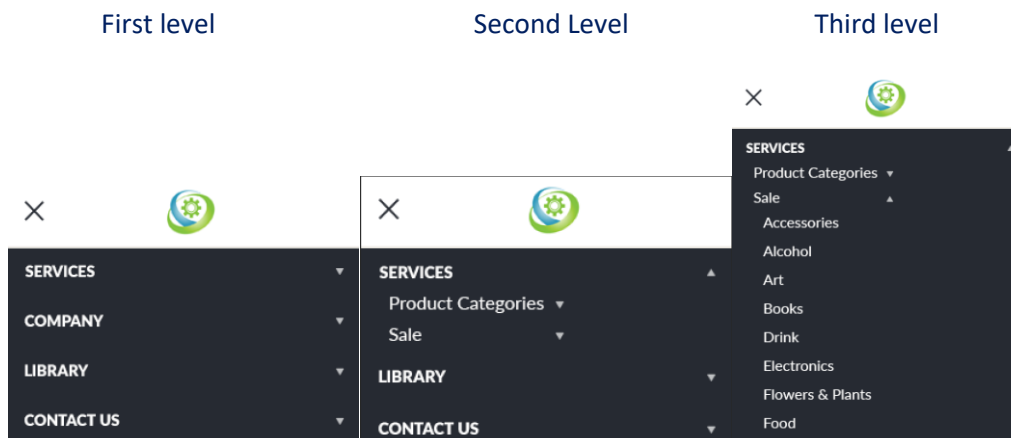 First level
Second Level
Third level
SERVICES
COMPANY
LIBRARY
CONTACT US
SERVICES
Product Categories
Sale
LIBRARY
CONTACT US
SERVICES
Product Categories
Sale
Accessories
Alcohol
Art
Books
Drink
Electronics
Flowers & Plants
Food